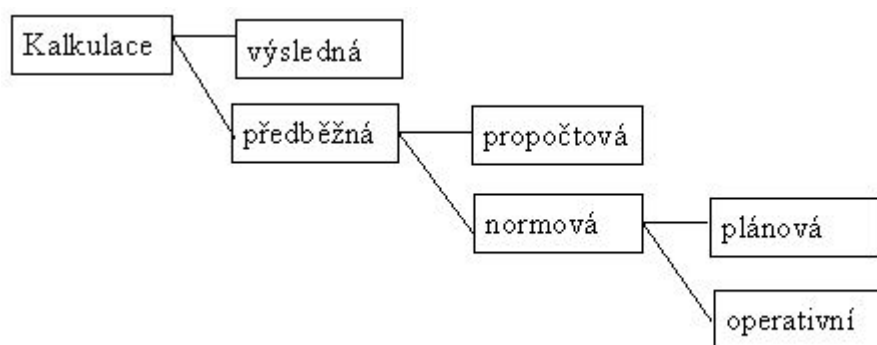 Kalkulace
výsledná
předběžná
propočtová
normová
plánová
operativní